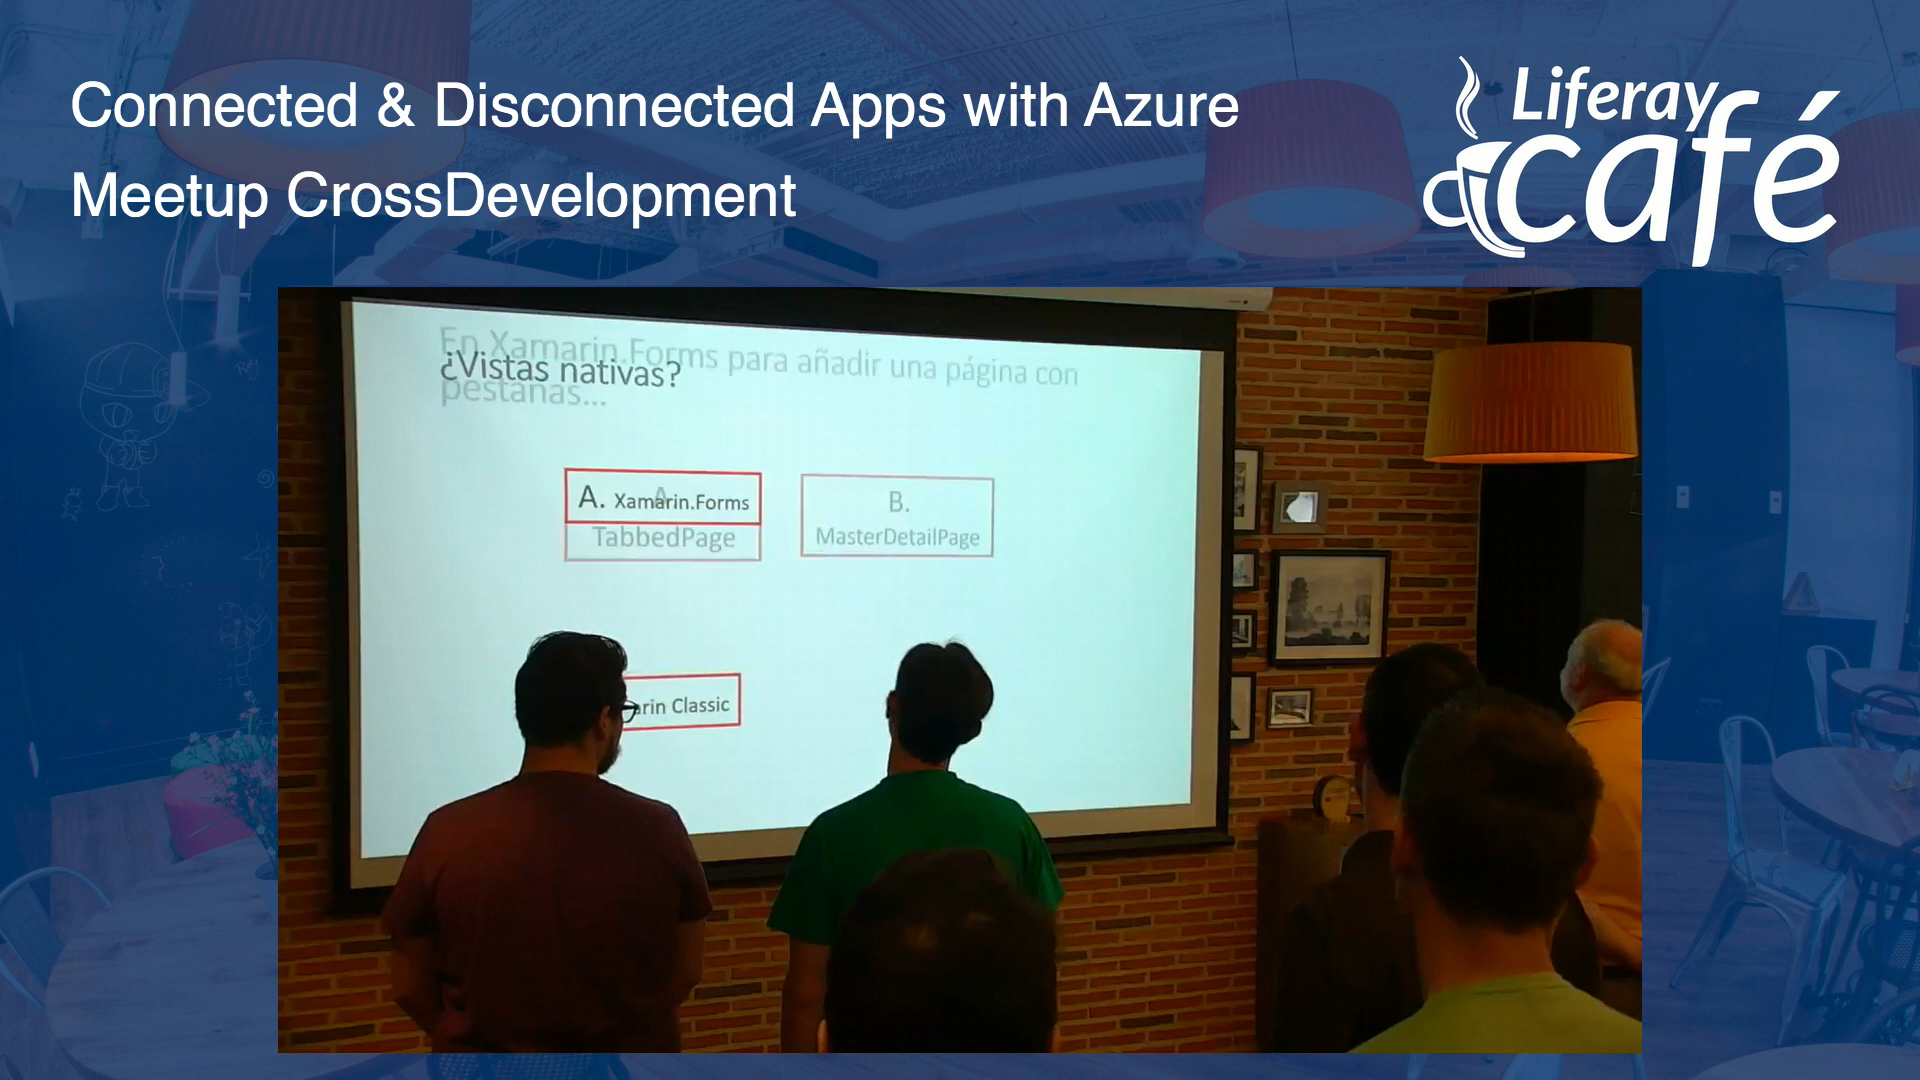 Connected & Disconnected Apps with Azure
Meetup CrossDevelopment
Liferay
café
En Xamarin.Forms para añadir una página con
pestañas...
¿Vistas nativas?
A. Xamarin.Forms
A.
TabbedPage
B.
MasterDetailPage
arin Classic